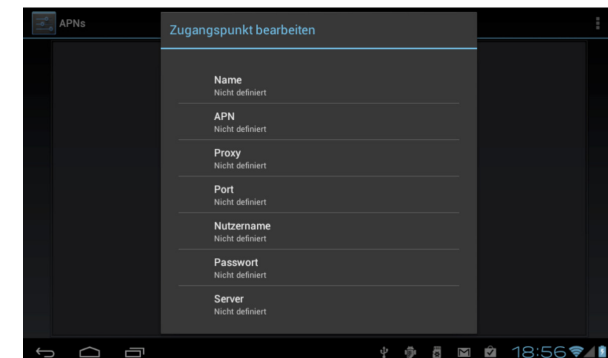 APNs
Zugangspunkt bearbeiten
Name
Nicht definiert
APN
Nicht definiert
Proxy
Nicht definiert
Port
Nicht definiert
Nutzername
Nicht definiert
Passwort
Nicht definiert
Server
Nicht definiert
18:56